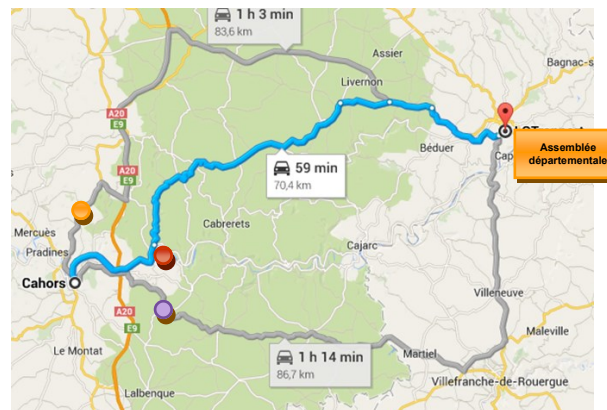 1 h 3 min
83,6 km
Assier
Bagnac-s
Livernon
A20
E9
Béduer
Cap
Assemblée
départementale
A20
E9
59 min
70,4 km
Mercuès
Pradines
Cabrerets
Cajarc
Cahors
Villeneuve
A20
E9
Le Montat
1 h 14 min
86,7 km
Martiel
Maleville
Villefranche-de-Rouergue
Lalbenque